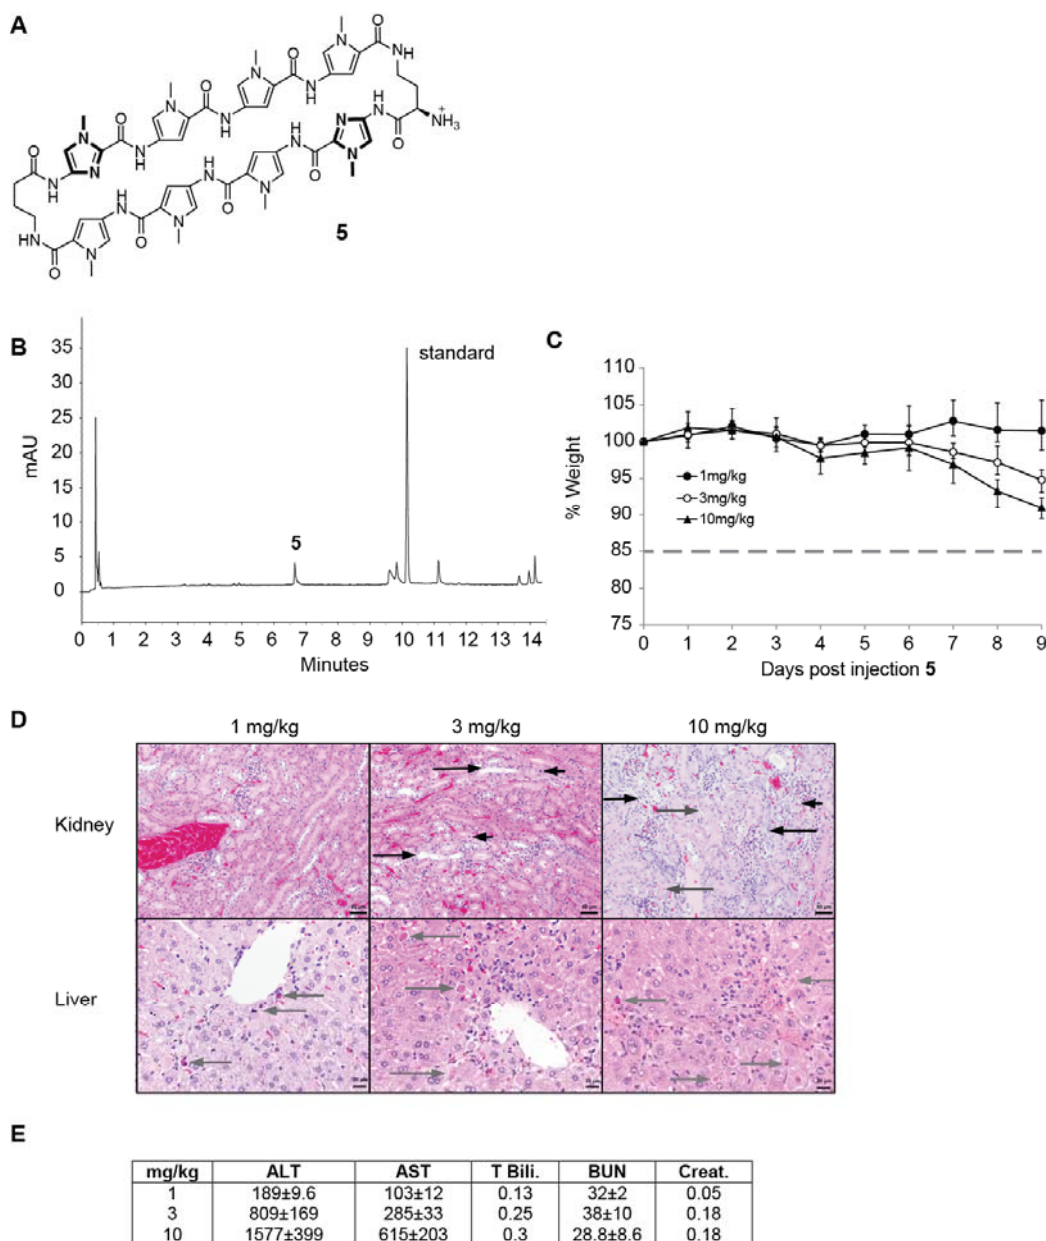 A
N
O
N
O
N
O
N
O
N
H
N
H
N
H
NH
O
N
O
N
N
H
N
H
O
N
N
H
H
N
O
N
NH3
+
O
H
N
O
N
H
N
O
N
H
N
O
N
NH
O
5
B
35
30
25
20
15
10
5
0
mAU
5
standard
0 1 2 3 4 5 6 7 8 9 10 11 12 13 14
Minutes
C
110
105
100
95
90
85
80
75
% Weight
1mg/kg
3mg/kg
10mg/kg
0 1 2 3 4 5 6 7 8 9
Days post injection 5
D
1 mg/kg 3 mg/kg 10 mg/kg
Kidney
Liver
E
mg/kg ALT AST T Bili. BUN Creat.
1 189±9.6 103±12 0.13 32±2 0.05
3 809±169 285±33 0.25 38±10 0.18
10 1577±399 615±203 0.3 28.8±8.6 0.18